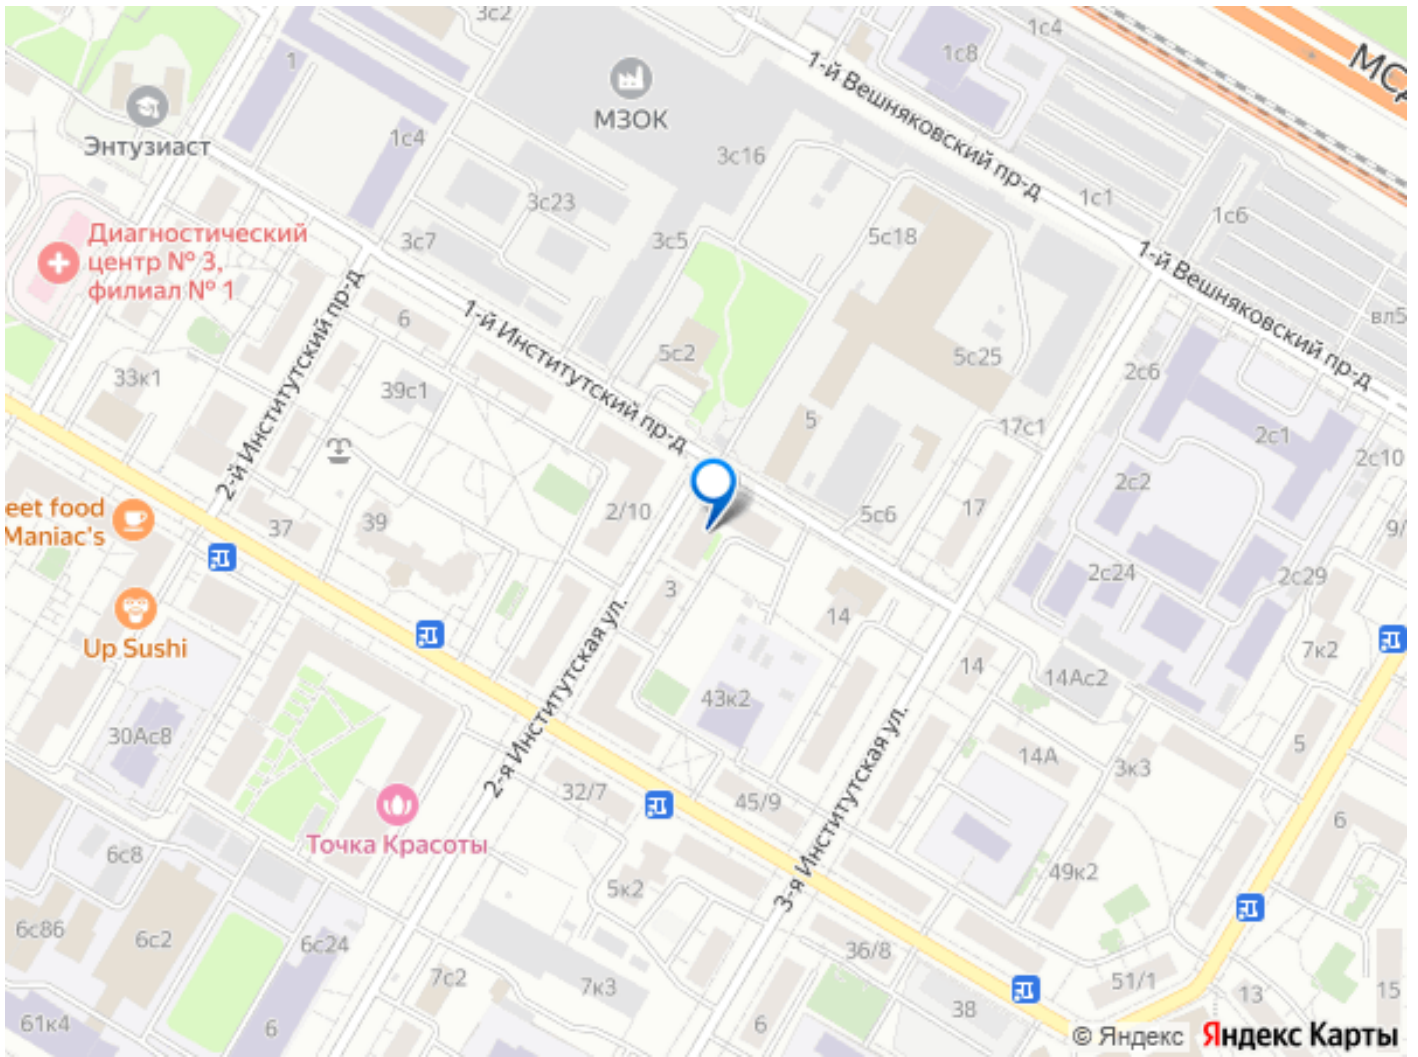 3с2
1с4
1
1с8
МСД
МЗОК
1-й Вешняковский пр-д
Энтузиаст
1с4
3с16
3с23
1с1
1с6
3с7
3с5
5с18
Диагностический
центр № 3,
филиал № 1
1-й Вешняковский пр-д
2-й Институтский пр-д
6
1-й Институтский пр-д
вл5
5с2
5с25
33к1
39с1
2с6
5
17с1
2с1
2с10
2с2
eet food
Maniac's
37
39
2/10
5с6
17
9/
2с24
2с29
3
14
Up Sushi
2-я Институтская ул.
7к2
14
14Ас2
43к2
30Ас8
3-я Институтская ул.
5
14А
3к3
32/7
45/9
6
Точка Красоты
6с8
49к2
5к2
6с86
6с2
6с24
36/8
7с2
7к3
51/1
13
15
38
61к4
6
6
© Яндекс Яндекс Карты